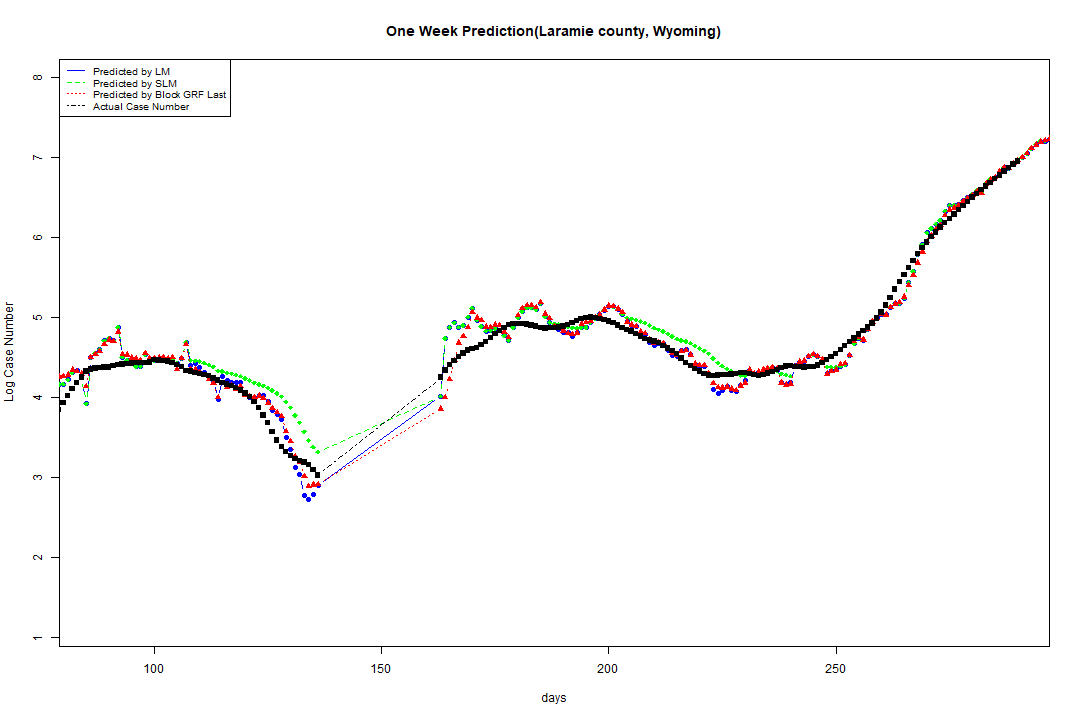 One Week Prediction(Laramie county, Wyoming)
Predicted by LM
Predicted by SLM
Predicted by Block GRF Last
Actual Case Number
Log Case Number
8
7
6
5
4
3
2
1
100
150
200
250
days